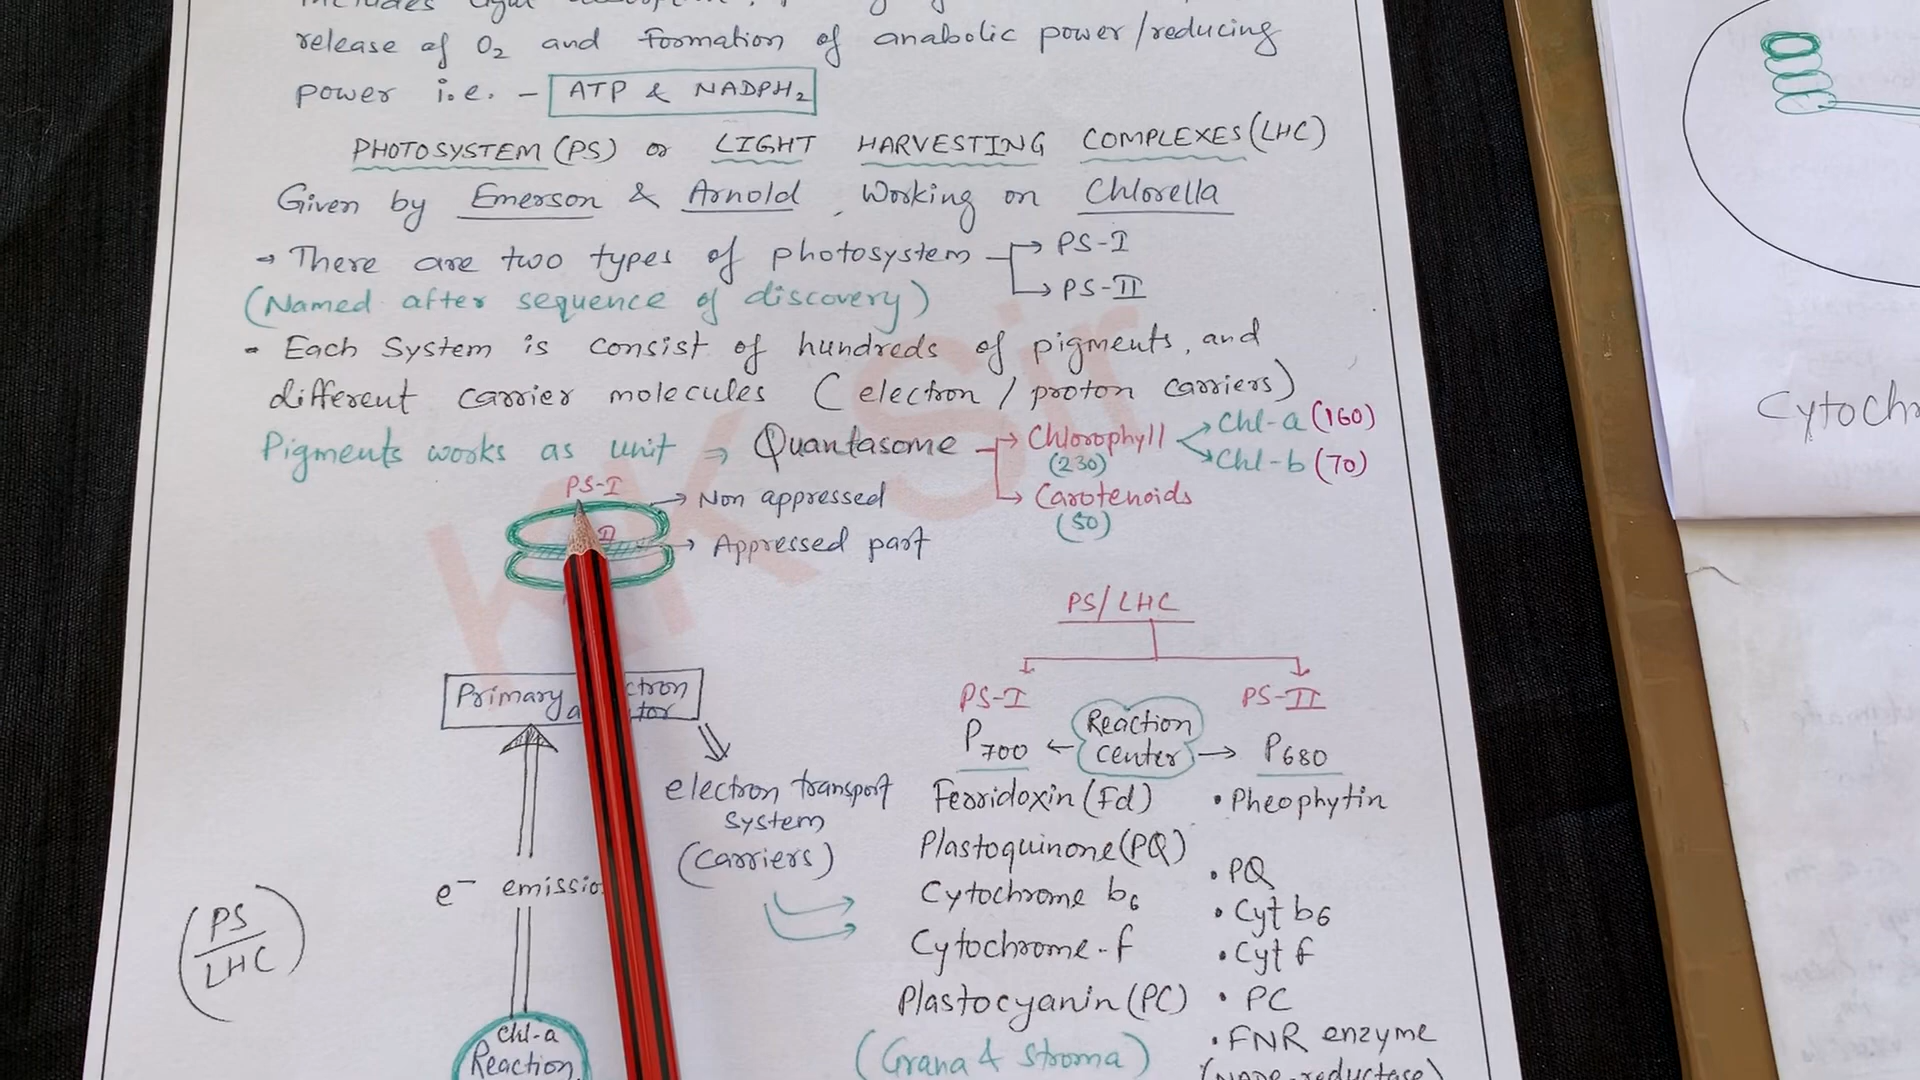 release of O2 and formation of anabolic power/reducing
power i.e. - ATP & NADPH2
PHOTOSYSTEM (PS) or LIGHT HARVESTING COMPLEXES (LHC)
Given by Emerson & Arnold, Working on Chlorella
→ There are two types of photosystem → PS-I
→ PS-II
(Named after sequence of discovery)
- Each System is consist of hundreds of pigments, and
different carrier molecules (electron / proton carriers)
Pigments works as unit ⇒ Quantasome → Chlorophyll → Chl-a (160)
(230) → Chl-b (70)
→ Carotenoids
(50)
PS-I
→ Non appressed
II
→ Appressed part
KK Sir
PS/LHC
PS-I PS-II
P700 ← Reaction center → P680
Primary
electron transport
system
(carriers)
Ferridoxin (Fd)
Plastoquinone (PQ)
Cytochrome b6
Cytochrome-f
Plastocyanin (PC)
(Grana & Stroma)
• Pheophytin
• PQ
• Cyt b6
• Cyt f
• PC
• FNR enzyme
e-
PS
LHC
Chl-a
Reaction